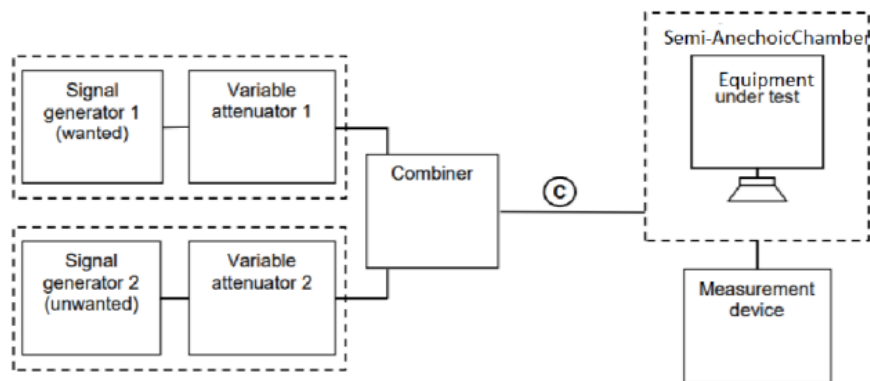 Semi-AnechoicChamber
Signal
generator 1
(wanted)
Variable
attenuator 1
Equipment
under test
Combiner
C
Signal
generator 2
(unwanted)
Variable
attenuator 2
Measurement
device